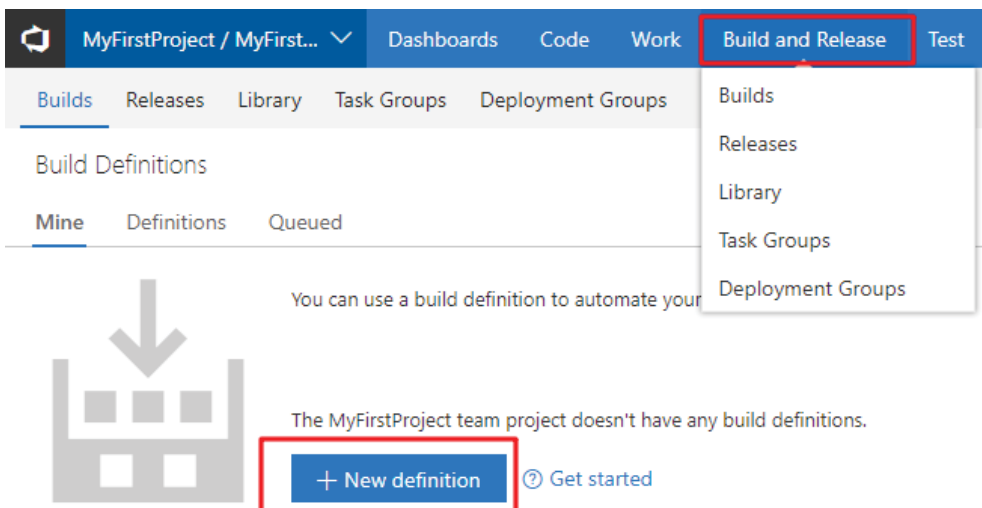 MyFirstProject / MyFirst... Dashboards Code Work Build and Release Test
Builds Releases Library Task Groups Deployment Groups
Builds
Releases
Library
Task Groups
Deployment Groups
Build Definitions
Mine Definitions Queued
You can use a build definition to automate your
The MyFirstProject team project doesn't have any build definitions.
+ New definition ? Get started